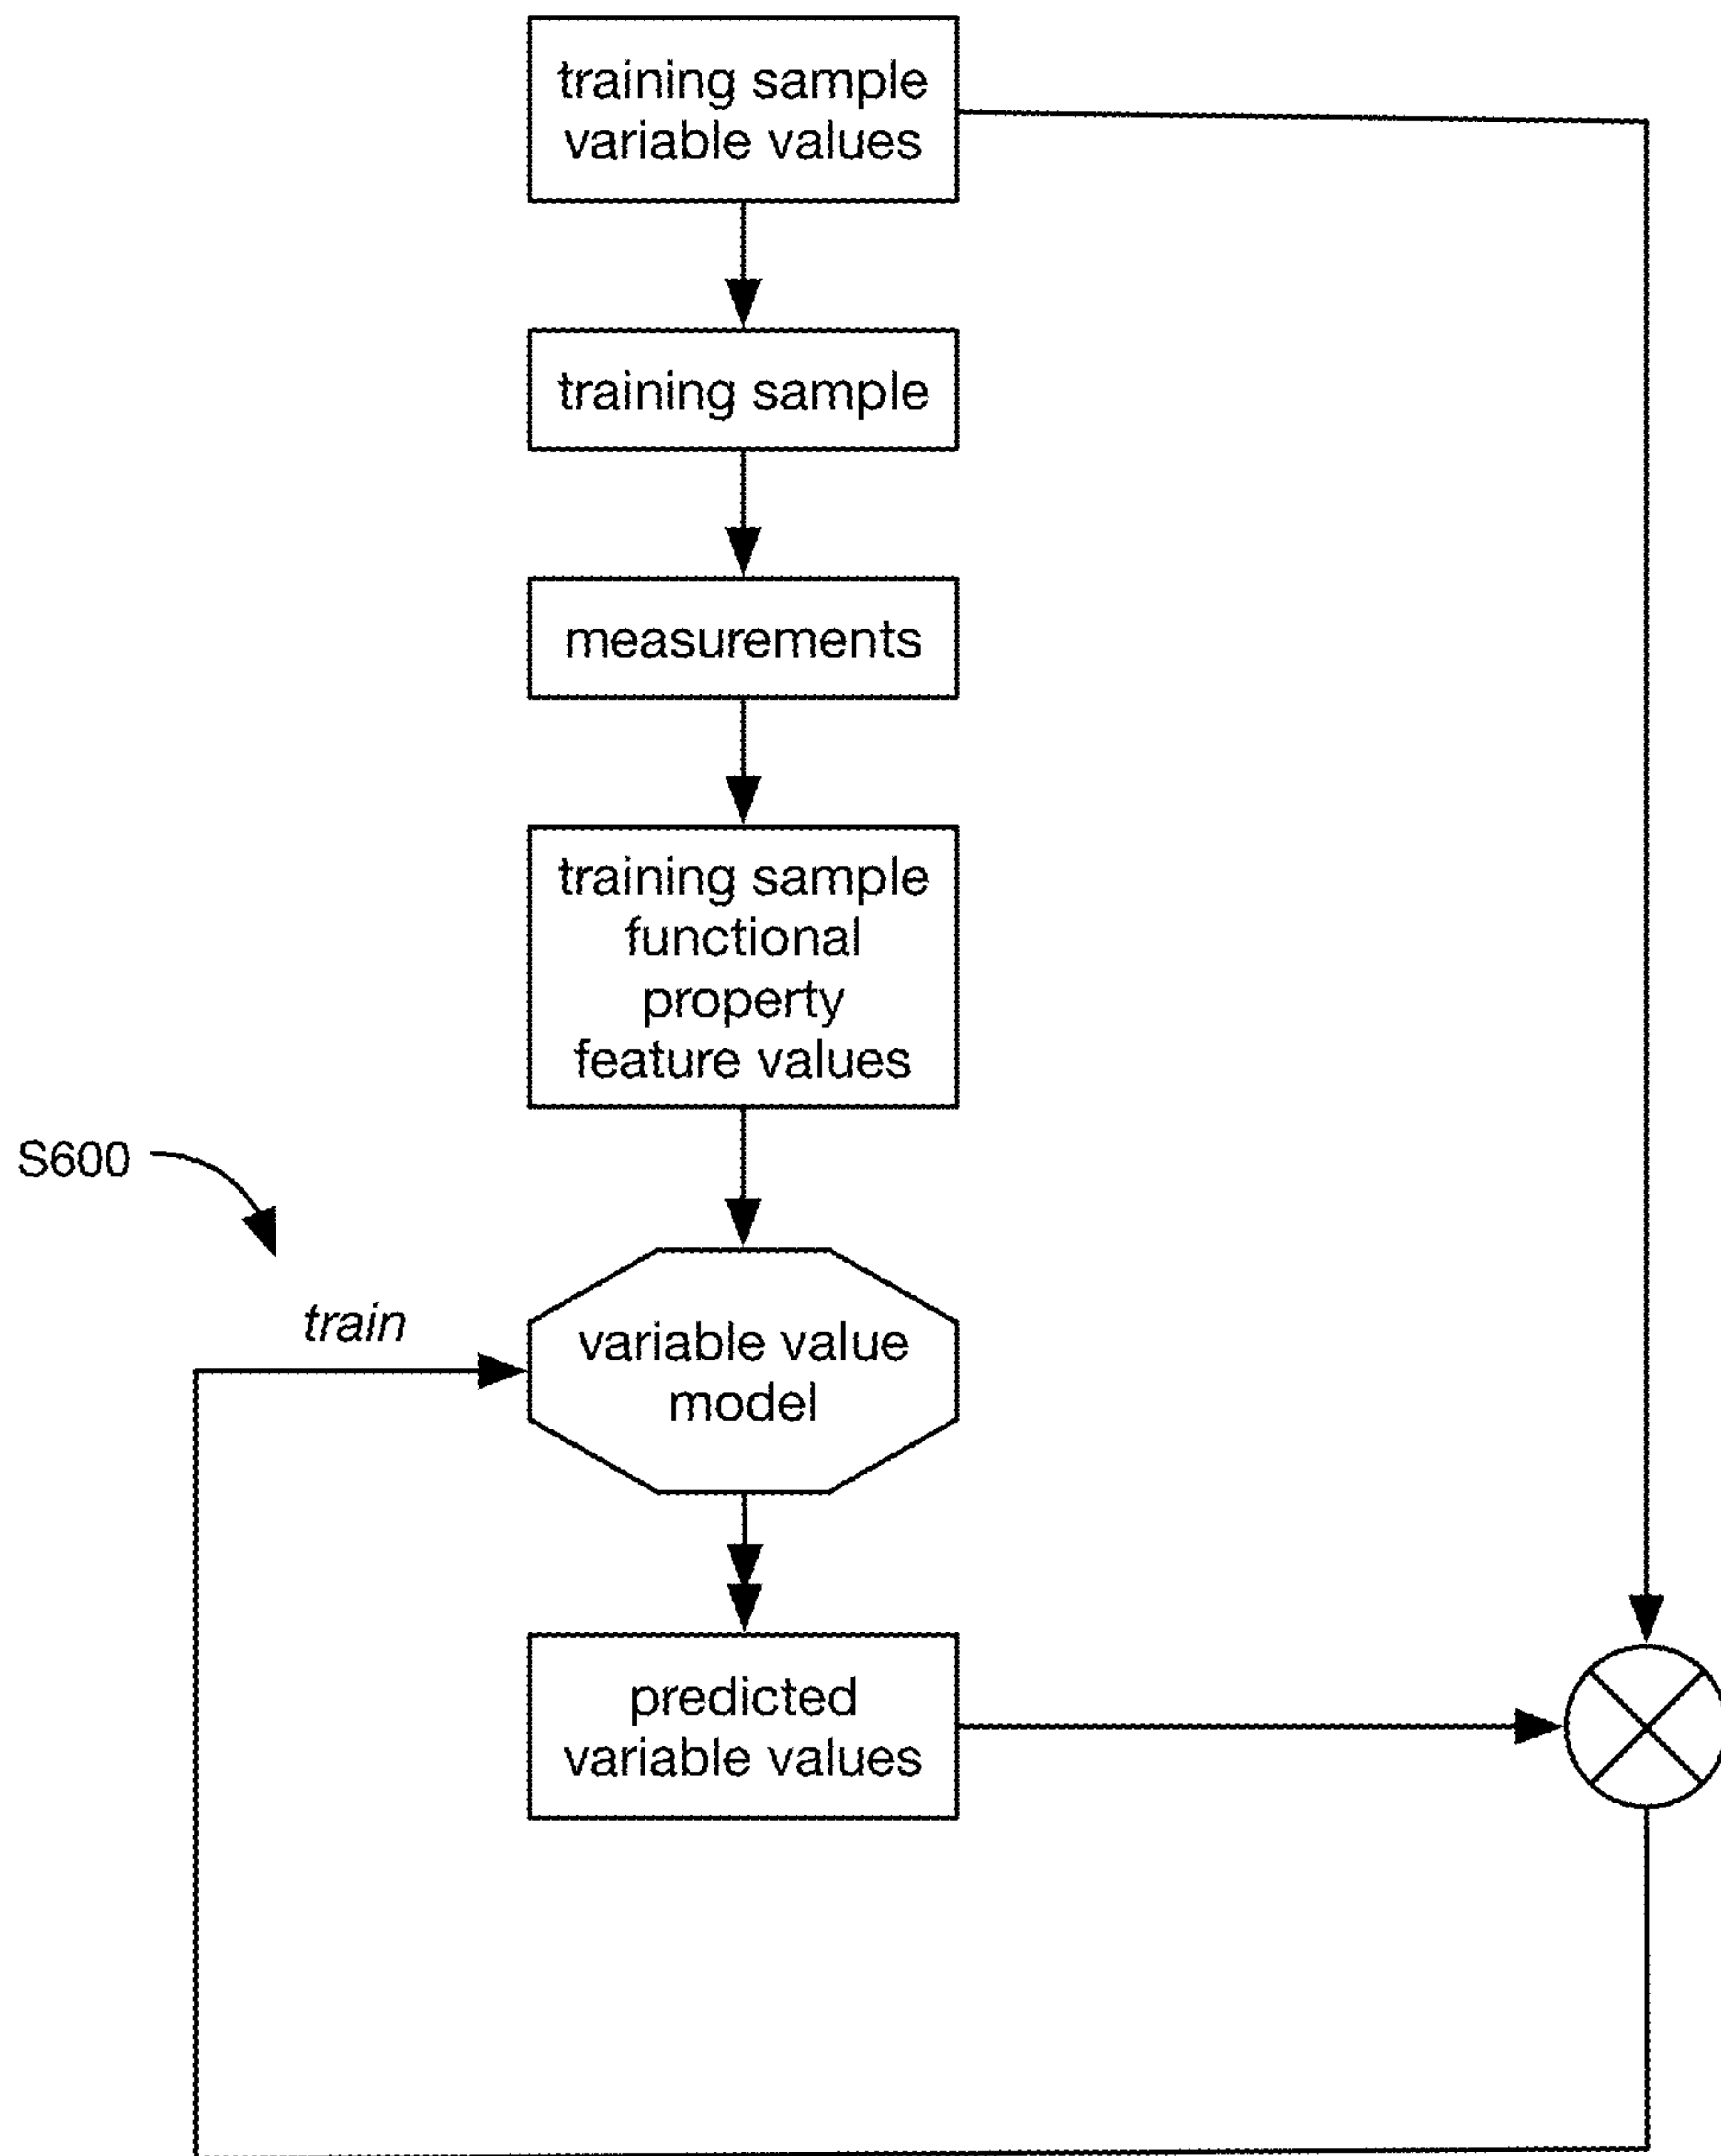 training sample
variable values
training sample
measurements
training sample
functional
property
feature values
S600
train
variable value
model
predicted
variable values